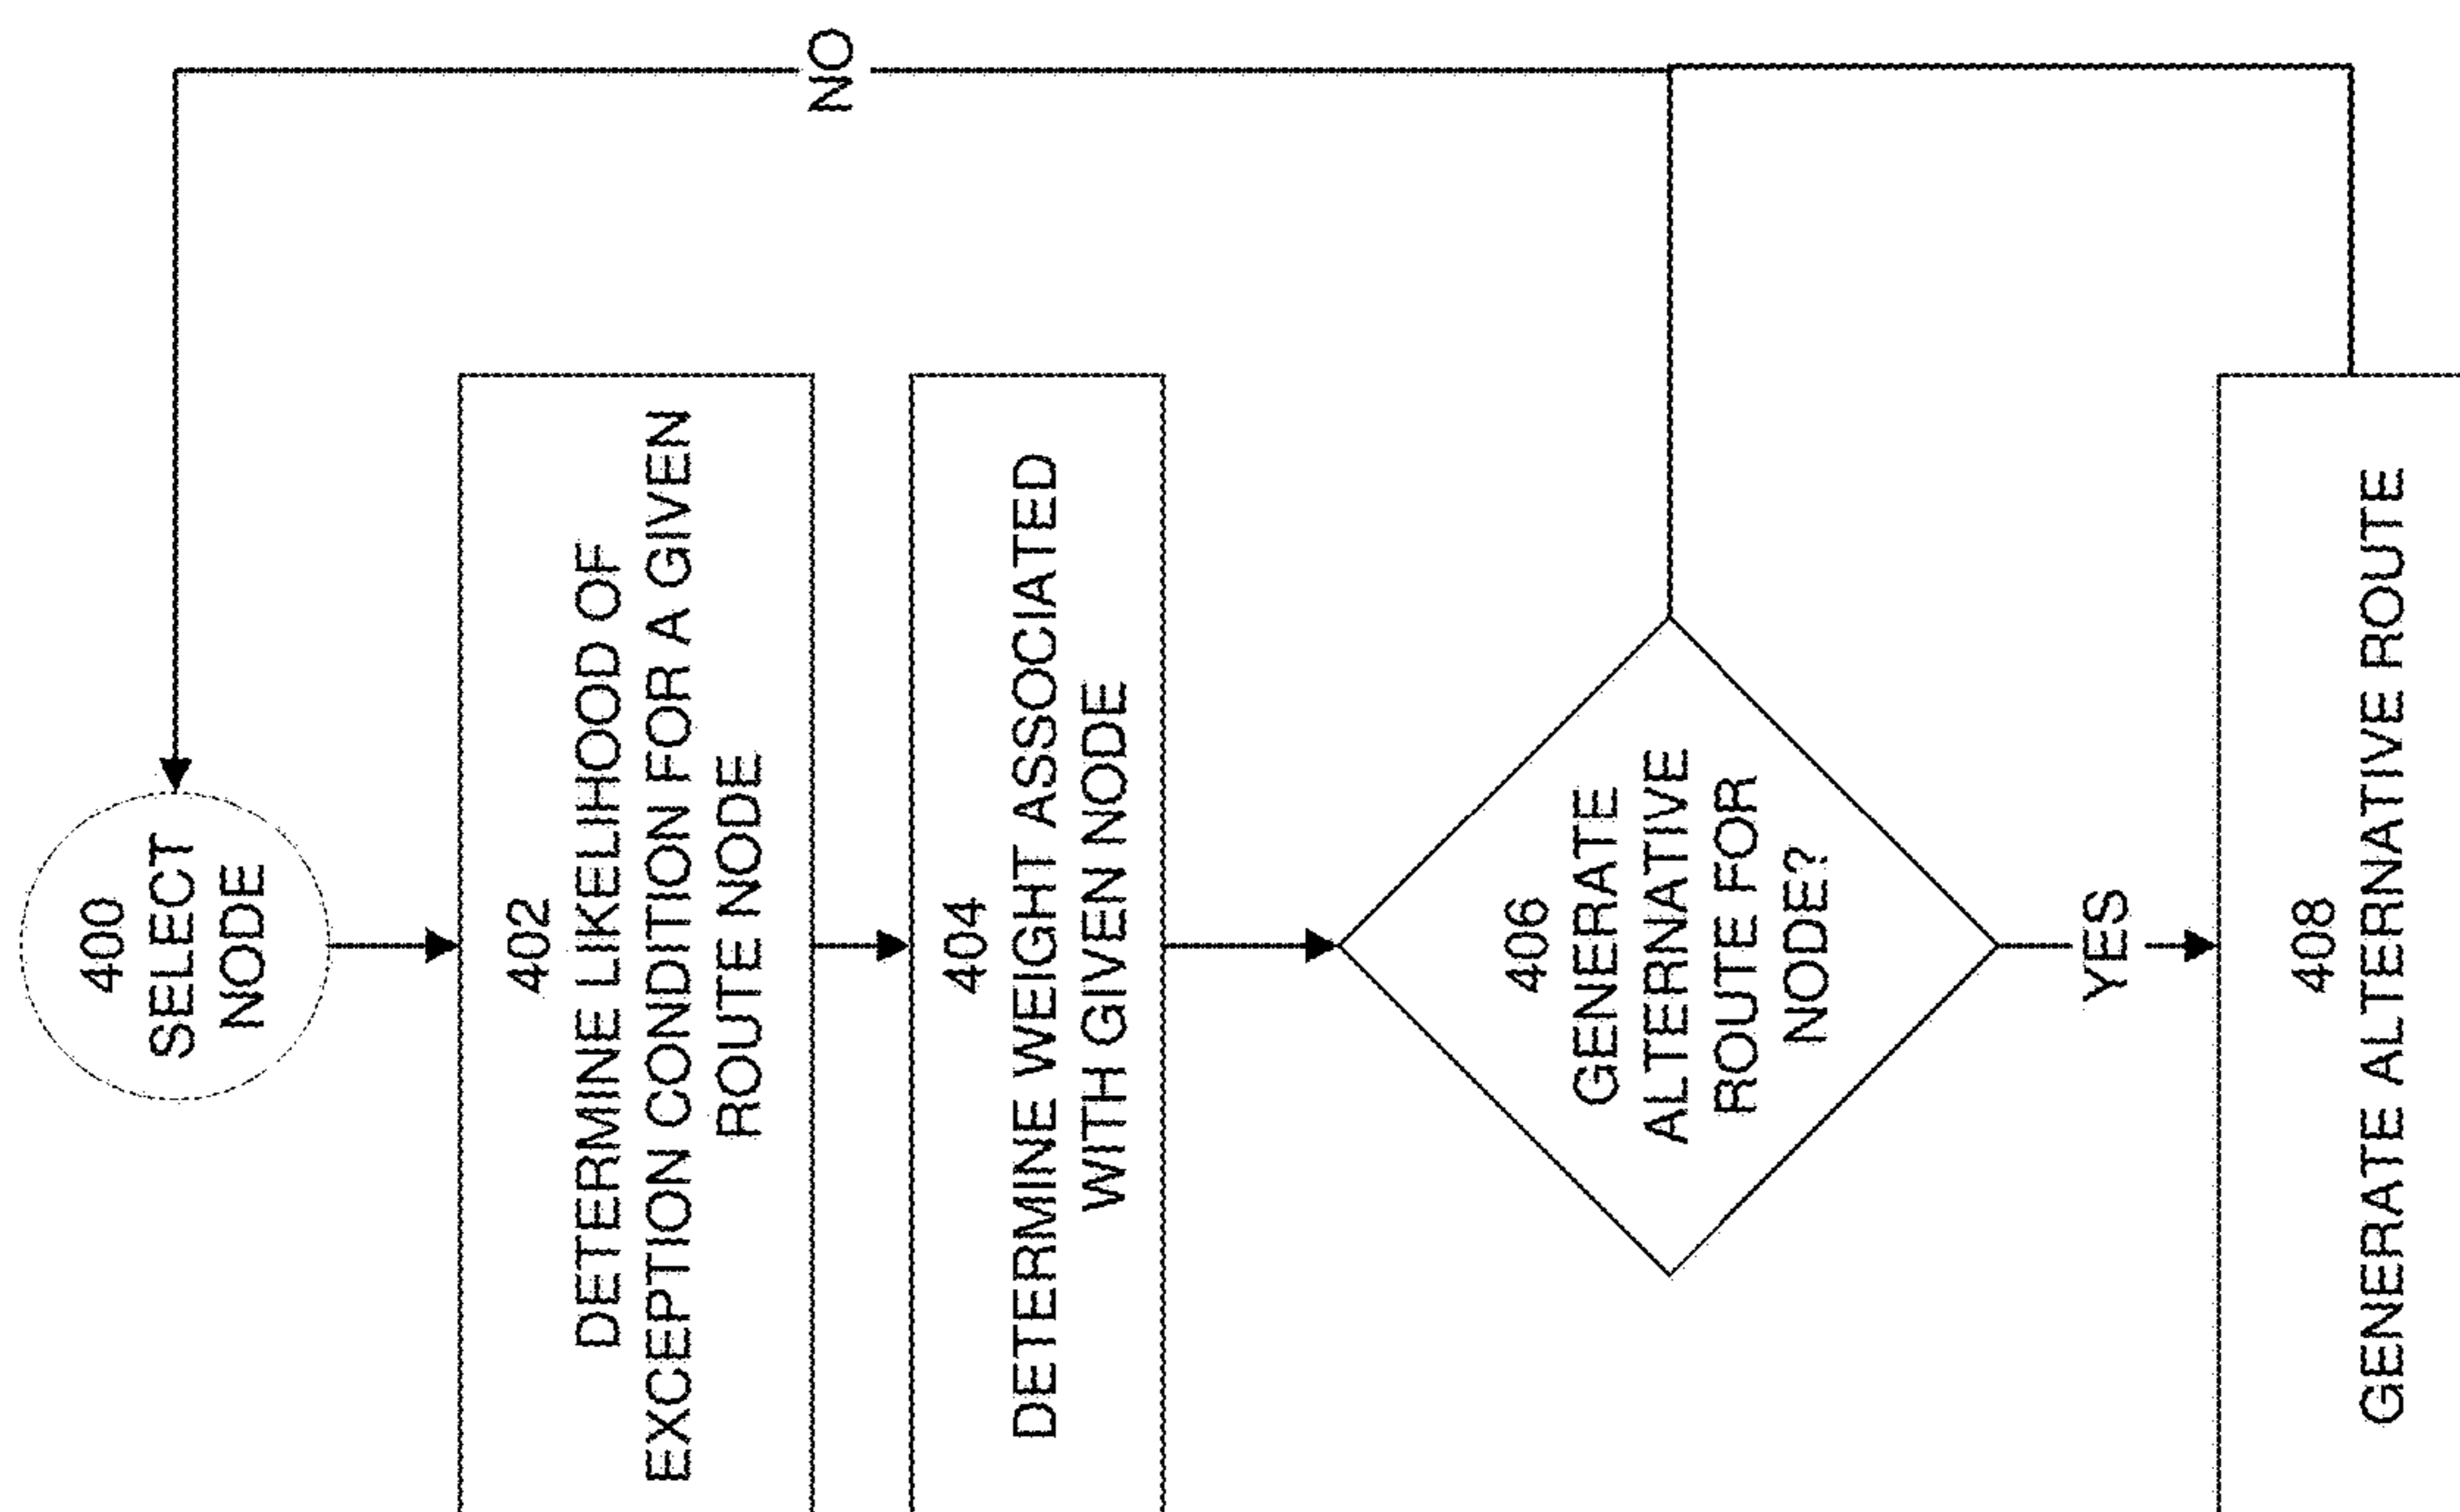 400
SELECT
NODE
402
DETERMINE LIKELIHOOD OF
EXCEPTION CONDITION FOR A GIVEN
ROUTE NODE
404
DETERMINE WEIGHT ASSOCIATED
WITH GIVEN NODE
406
GENERATE
ALTERNATIVE
ROUTE FOR
NODE?
NO
YES
408
GENERATE ALTERNATIVE ROUTE